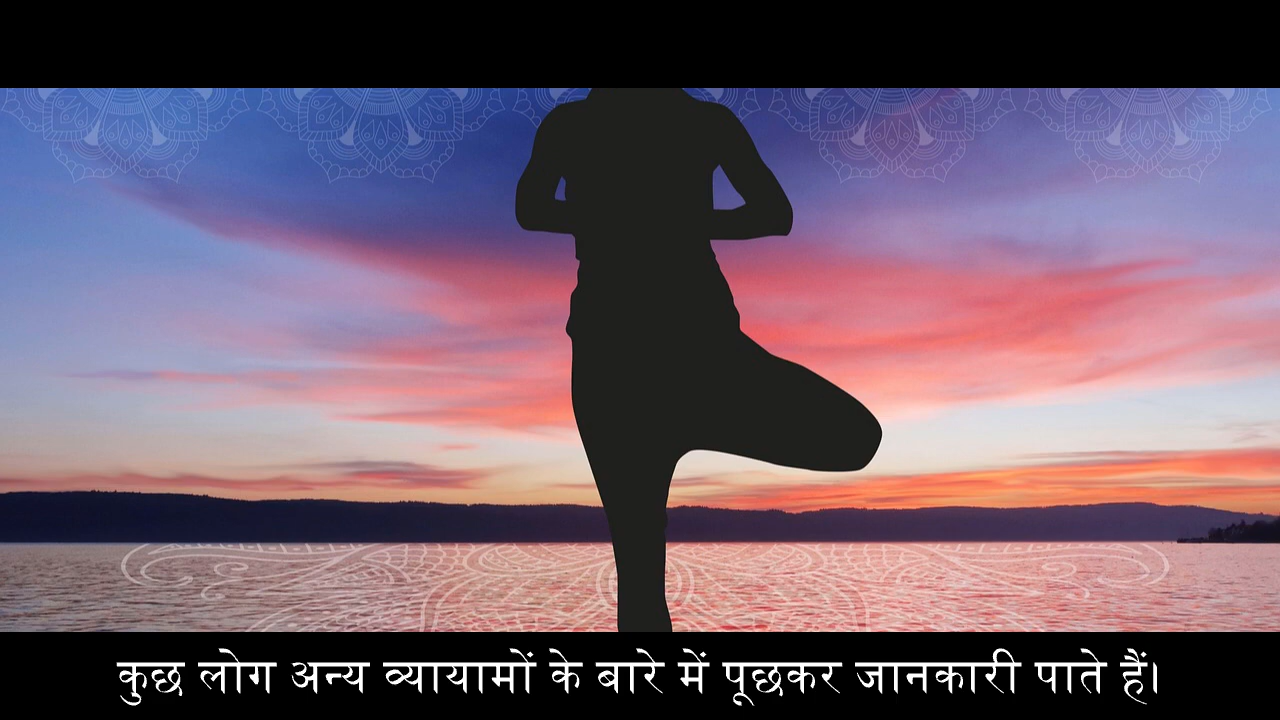 कुछ लोग अन्य व्यायामों के बारे में पूछकर जानकारी पाते हैं।